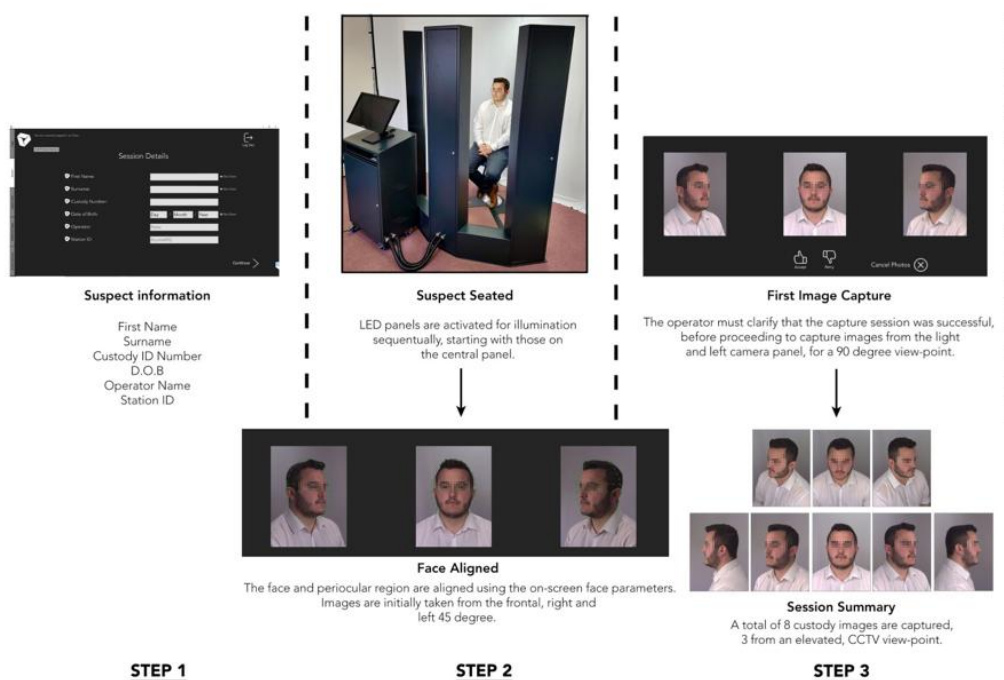 Log Out
Session Details
First Name
Surname
Custody Number
Date of Birth
Day Month Year
Operator
Station ID
Continue
Suspect information
First Name
Surname
Custody ID Number
D.O.B
Operator Name
Station ID
STEP 1
Suspect Seated
LED panels are activated for illumination
sequentually, starting with those on
the central panel.
Face Aligned
The face and periocular region are aligned using the on-screen face parameters.
Images are initially taken from the frontal, right and
left 45 degree.
STEP 2
Accept
Retry
Cancel Photos
First Image Capture
The operator must clarify that the capture session was successful,
before proceeding to capture images from the light
and left camera panel, for a 90 degree view-point.
Session Summary
A total of 8 custody images are captured,
3 from an elevated, CCTV view-point.
STEP 3